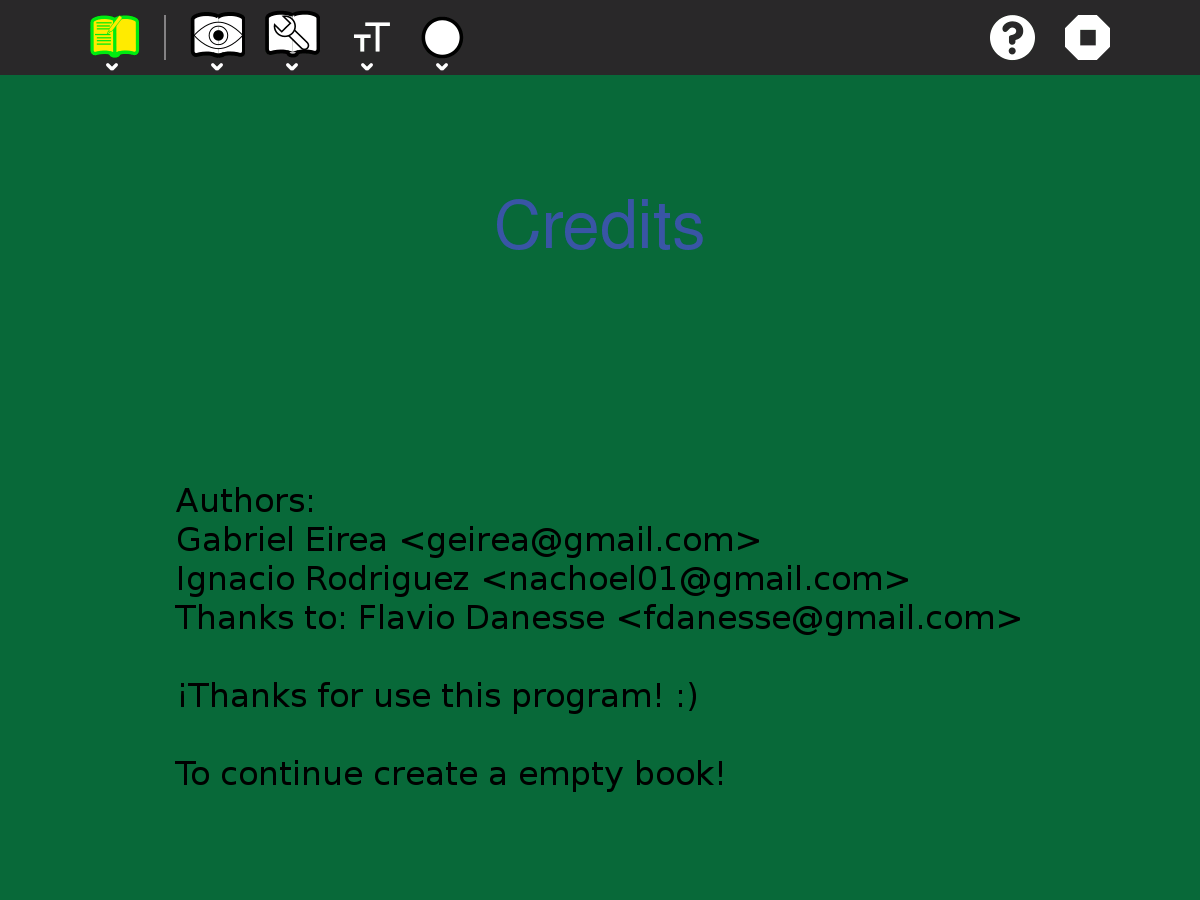 Credits
Authors:
Gabriel Eirea <geirea@gmail.com>
Ignacio Rodriguez <nachoel01@gmail.com>
Thanks to: Flavio Danesse <fdanesse@gmail.com>
¡Thanks for use this program! :)
To continue create a empty book!